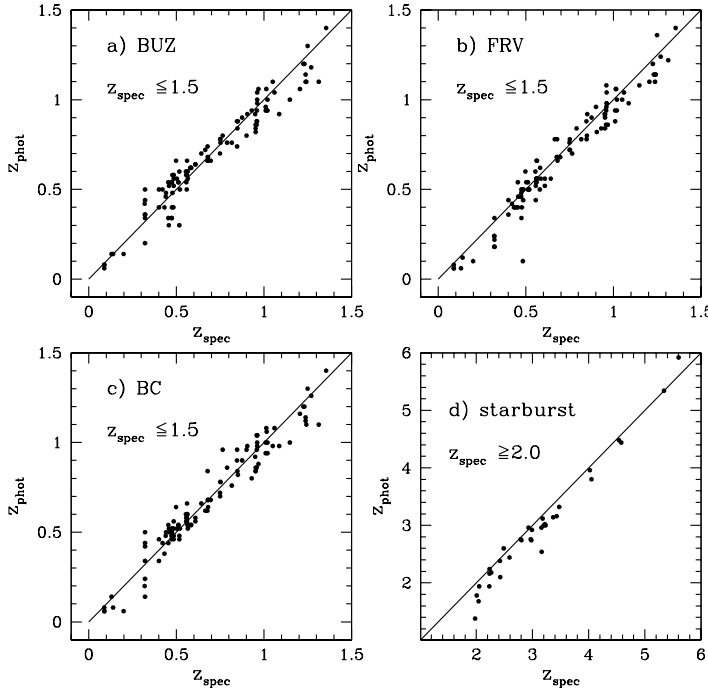 1.5
1
0.5
0
z_phot
a) BUZ
z_spec ≦1.5
0 0.5 1 1.5
z_spec
1.5
1
0.5
0
z_phot
b) FRV
z_spec ≦1.5
0 0.5 1 1.5
z_spec
1.5
1
0.5
0
z_phot
c) BC
z_spec ≦1.5
0 0.5 1 1.5
z_spec
6
5
4
3
2
z_phot
d) starburst
z_spec ≧2.0
2 3 4 5 6
z_spec